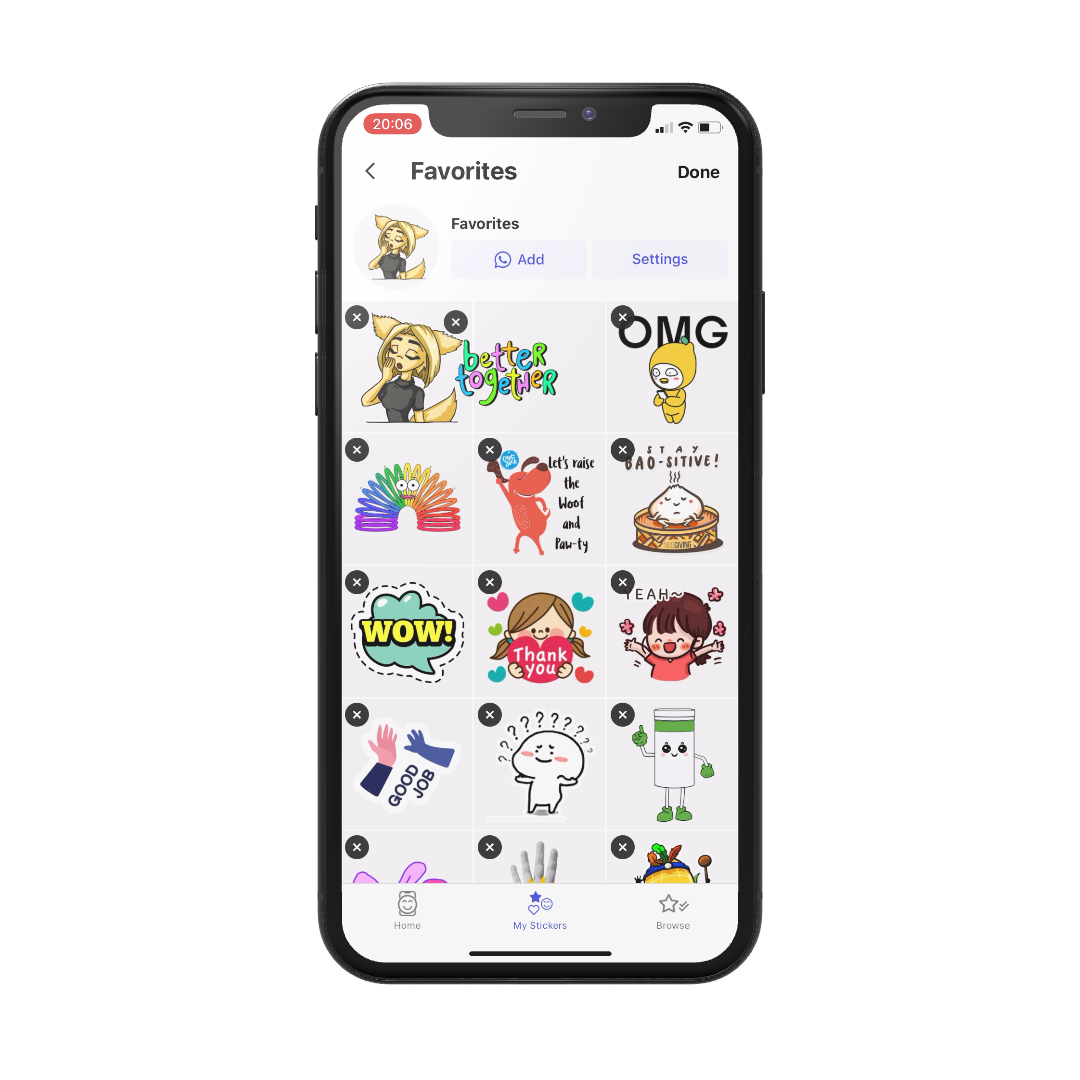 20:06
Favorites
Done
Favorites
Add
Settings
better
together
OMG
Let's raise
the
Woof
and
Paw-ty
STAY
BAO-SITIVE!
WOW!
Thank
you
YEAH~
GOOD
JOB
? ? ? ? ? ? ? ? ?
Home
My Stickers
Browse